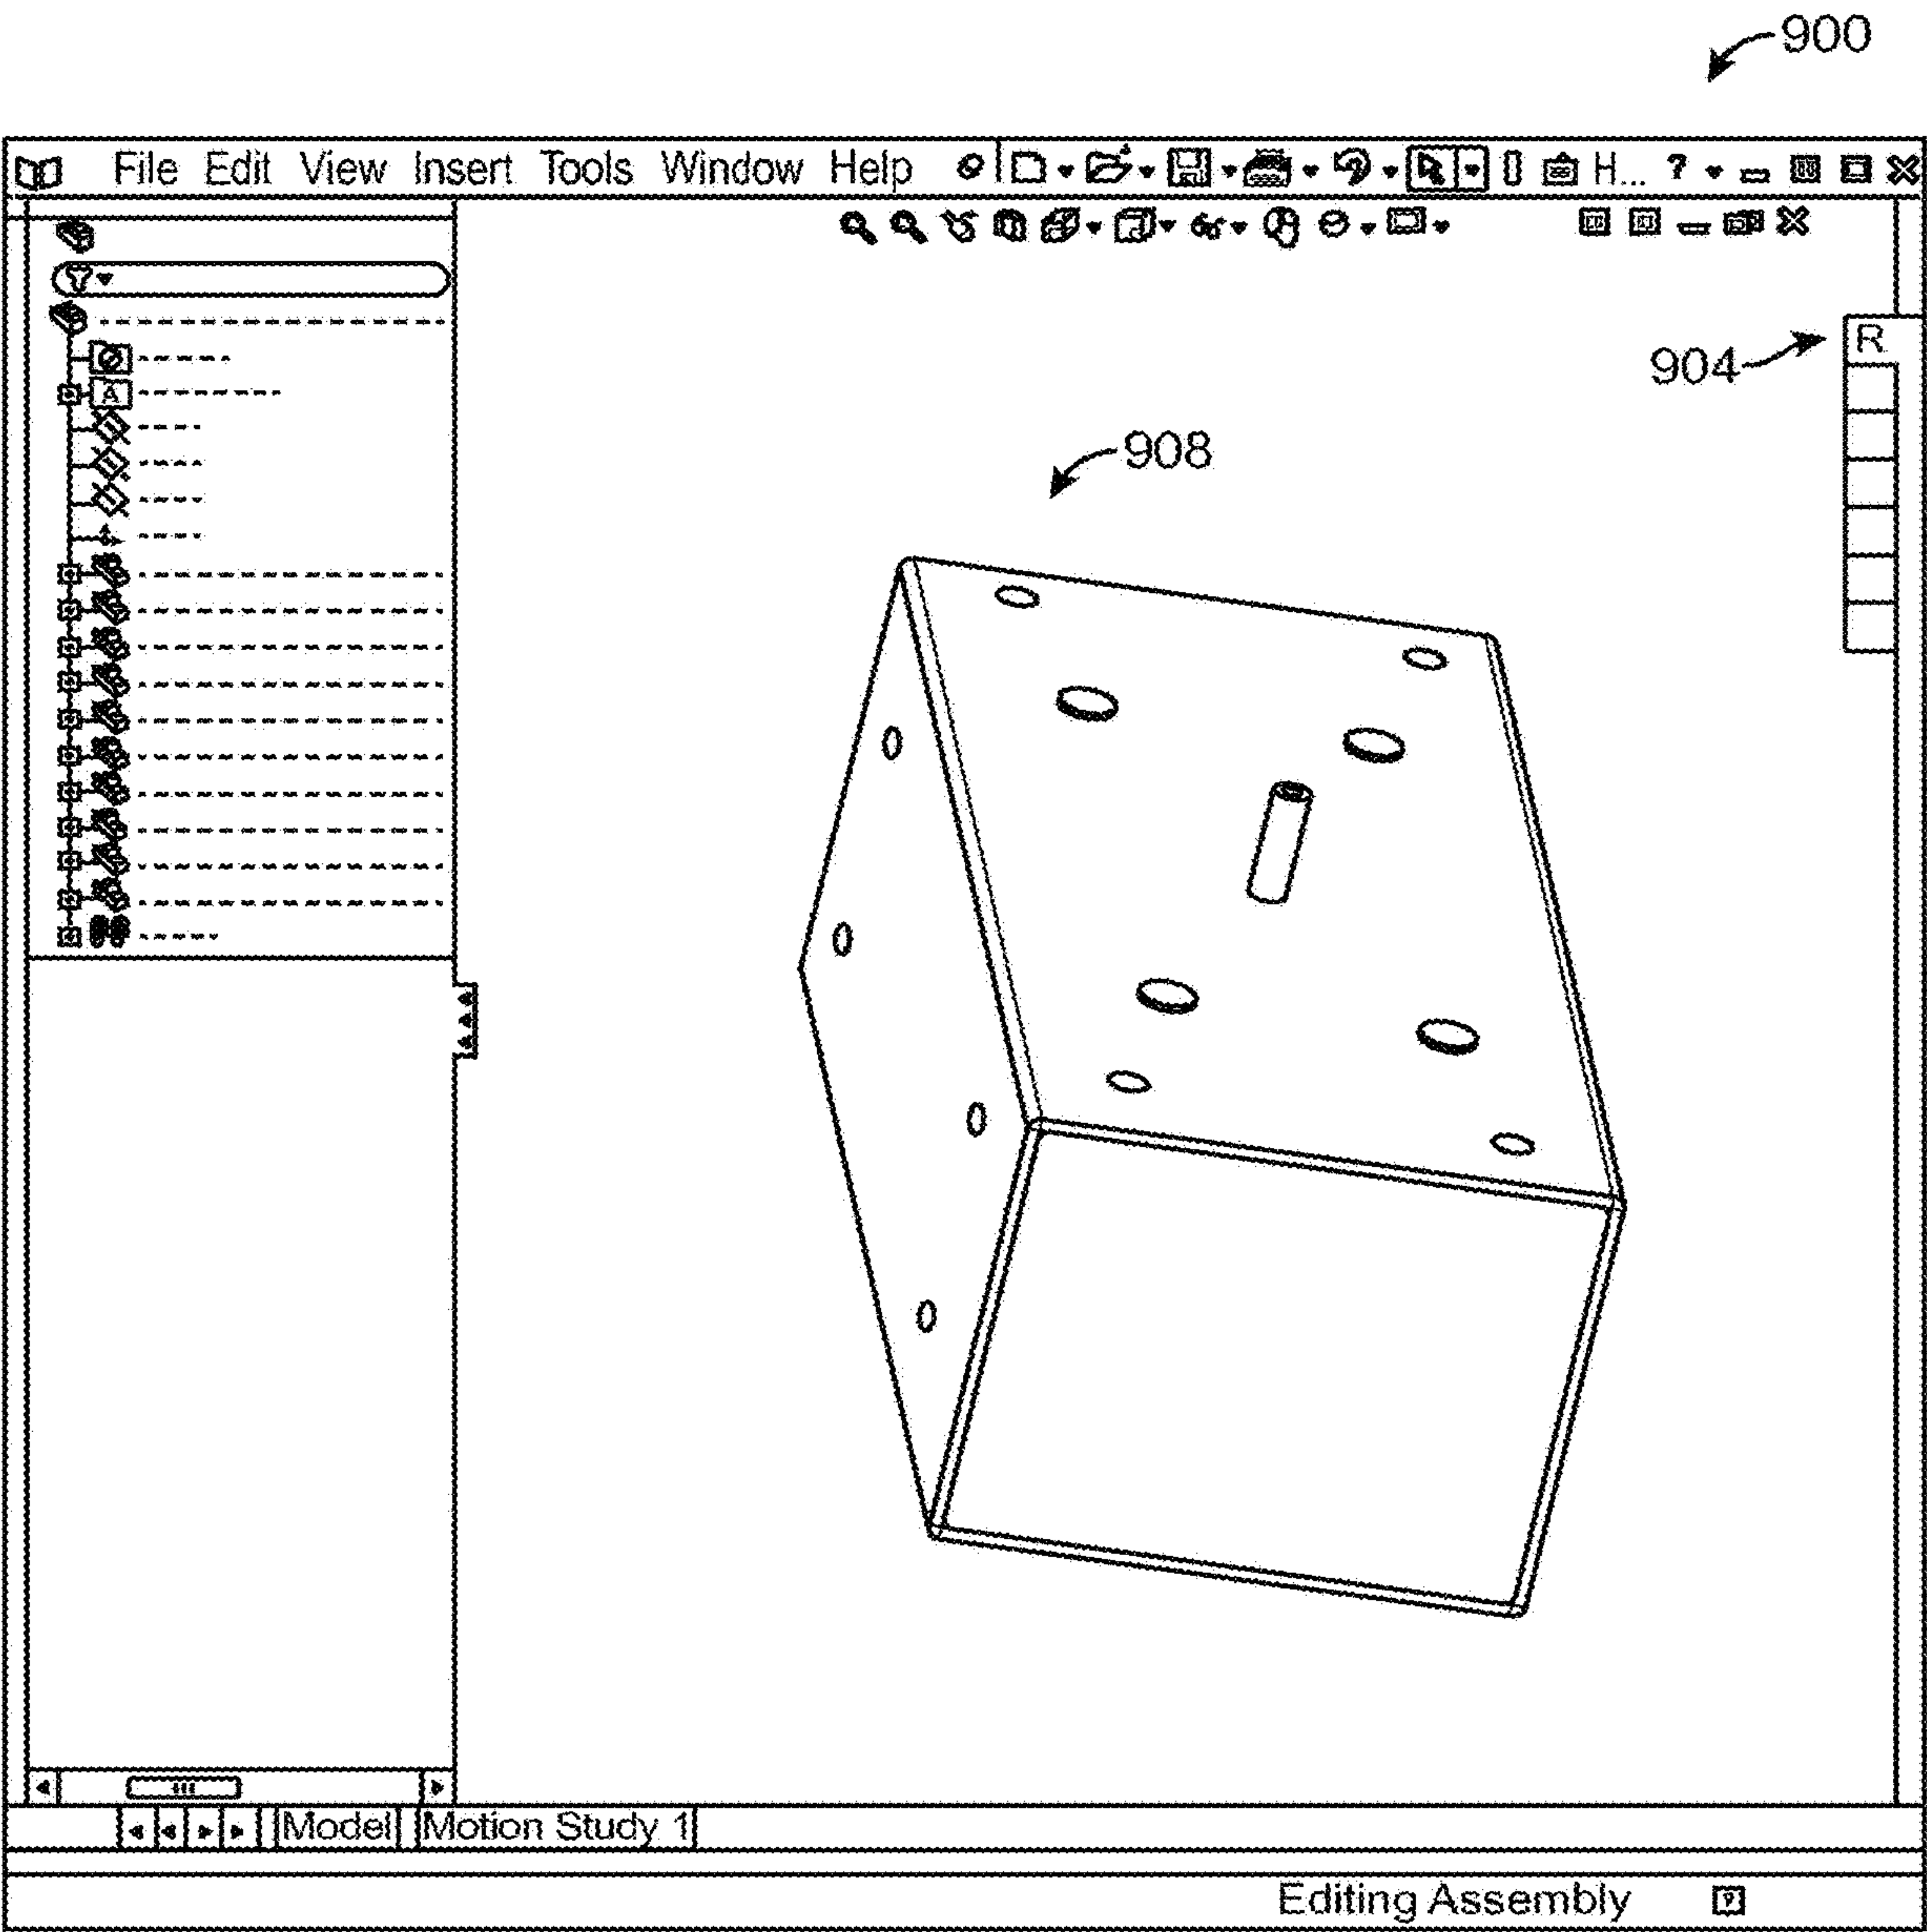 900
File Edit View Insert Tools Window Help H... ?
R
904
A
908
Model Motion Study 1
Editing Assembly ?